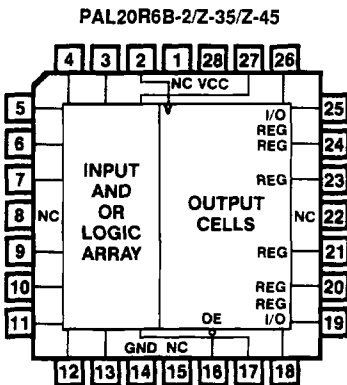 PAL20R6B-2/Z-35/Z-45
4 3 2 1 28 27 26
NC VCC
5 I/O 25
REG
6 REG 24
INPUT
7 AND REG 23
OR OUTPUT
8 NC LOGIC CELLS NC 22
ARRAY
9 REG 21
10 REG 20
REG
11 OE I/O 19
GND NC
12 13 14 15 16 17 18